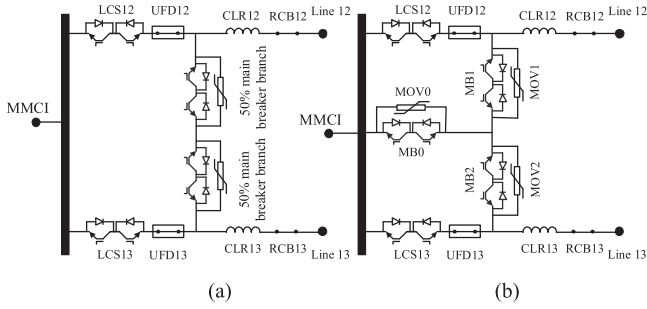 LCS12 UFD12 CLR12 RCB12 Line 12
50% main
breaker branch
MMCI
50% main
breaker branch
LCS13 UFD13 CLR13 RCB13 Line 13
(a)
LCS12 UFD12 CLR12 RCB12 Line 12
MB1
MOV1
MOV0
MMCI
MB0
MB2
MOV2
LCS13 UFD13 CLR13 RCB13 Line 13
(b)